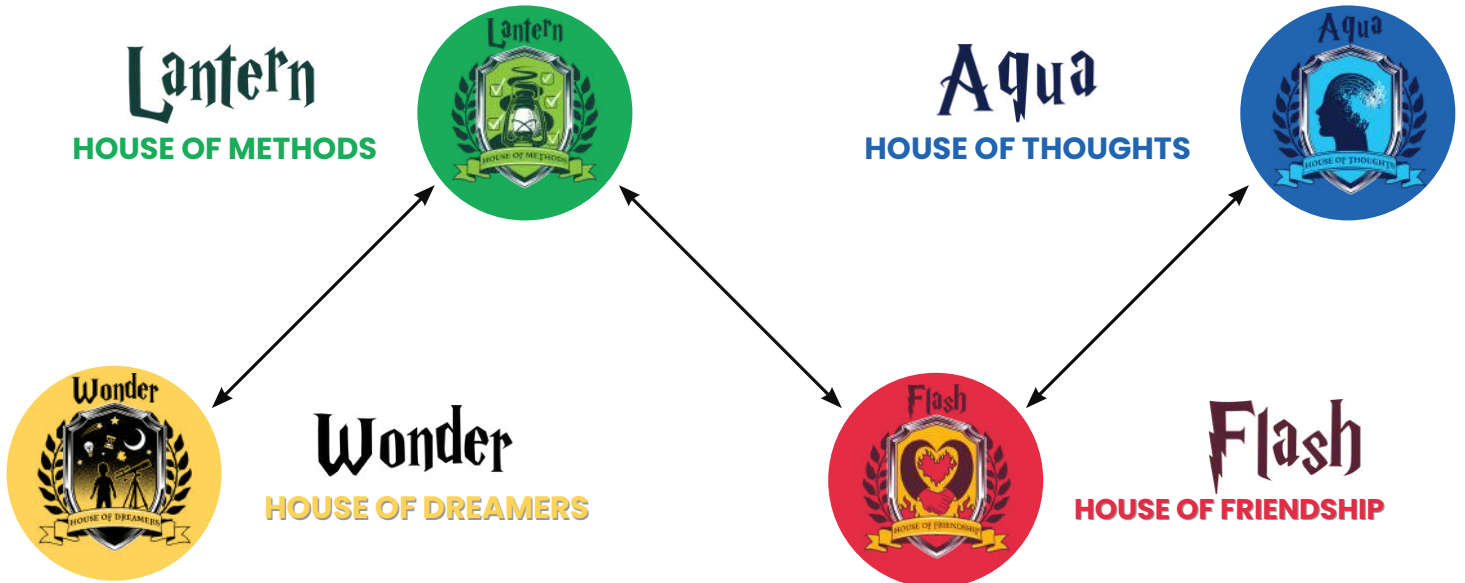 Lantern
HOUSE OF METHODS
Lantern
HOUSE OF METHODS
Aqua
HOUSE OF THOUGHTS
Aqua
HOUSE OF THOUGHTS
Wonder
HOUSE OF DREAMERS
Wonder
HOUSE OF DREAMERS
Flash
HOUSE OF FRIENDSHIP
Flash
HOUSE OF FRIENDSHIP